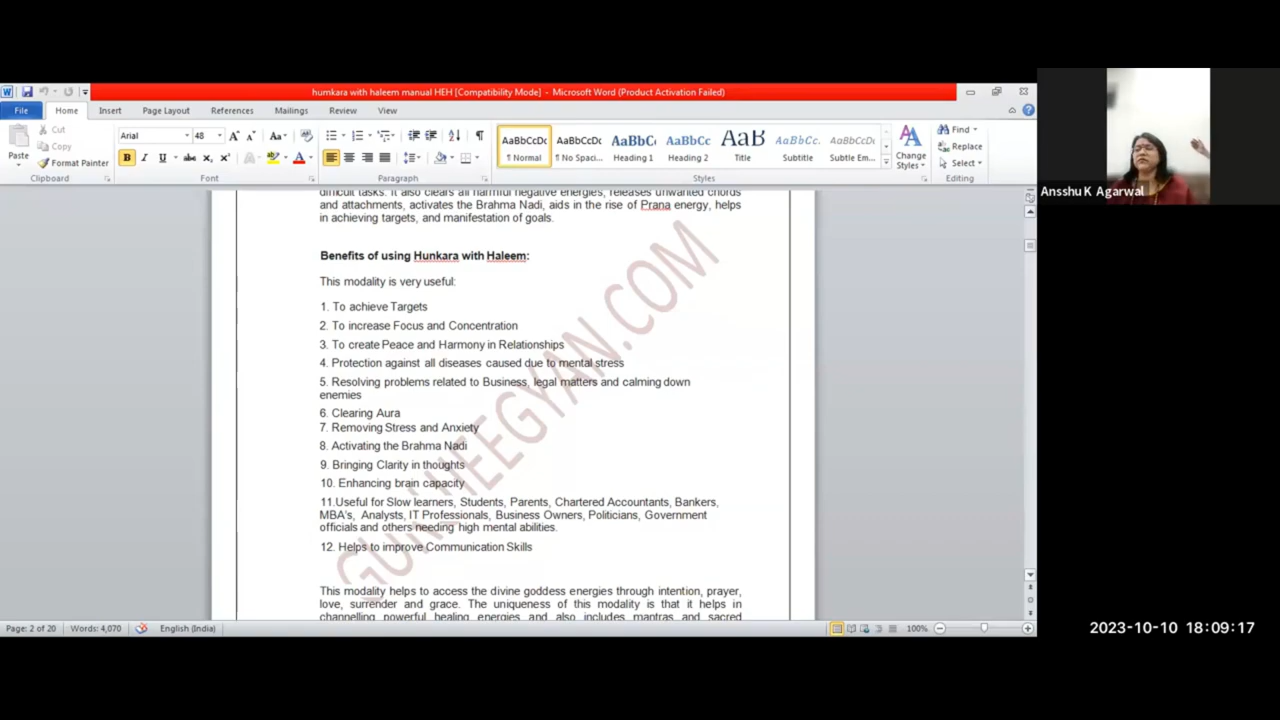 humkara with haleem manual HEH [Compatibility Mode] - Microsoft Word (Product Activation Failed)
File Home Insert Page Layout References Mailings Review View
Paste
Cut
Copy
Format Painter
Clipboard
Arial 48
Font
Paragraph
AaBbCcDc AaBbCcDc AaBbC AaBbCc AaB AaBbCc. AaBbCcDc
¶ Normal ¶ No Spaci... Heading 1 Heading 2 Title Subtitle Subtle Em...
Styles
Change Styles
Find
Replace
Select
Editing
difficult tasks. It also clears all harmful negative energies, releases unwanted chords
and attachments, activates the Brahma Nadi, aids in the rise of Prana energy, helps
in achieving targets, and manifestation of goals.
Benefits of using Hunkara with Haleem:
This modality is very useful:
1. To achieve Targets
2. To increase Focus and Concentration
3. To create Peace and Harmony in Relationships
4. Protection against all diseases caused due to mental stress
5. Resolving problems related to Business, legal matters and calming down
enemies
6. Clearing Aura
7. Removing Stress and Anxiety
8. Activating the Brahma Nadi
9. Bringing Clarity in thoughts
10. Enhancing brain capacity
11.Useful for Slow learners, Students, Parents, Chartered Accountants, Bankers,
MBA's, Analysts, IT Professionals, Business Owners, Politicians, Government
officials and others needing high mental abilities.
12. Helps to improve Communication Skills
This modality helps to access the divine goddess energies through intention, prayer,
love, surrender and grace. The uniqueness of this modality is that it helps in
channelling powerful healing energies and also includes mantras and sacred
Page: 2 of 20 Words: 4,070 English (India) 100%
Ansshu K Agarwal
2023-10-10 18:09:17